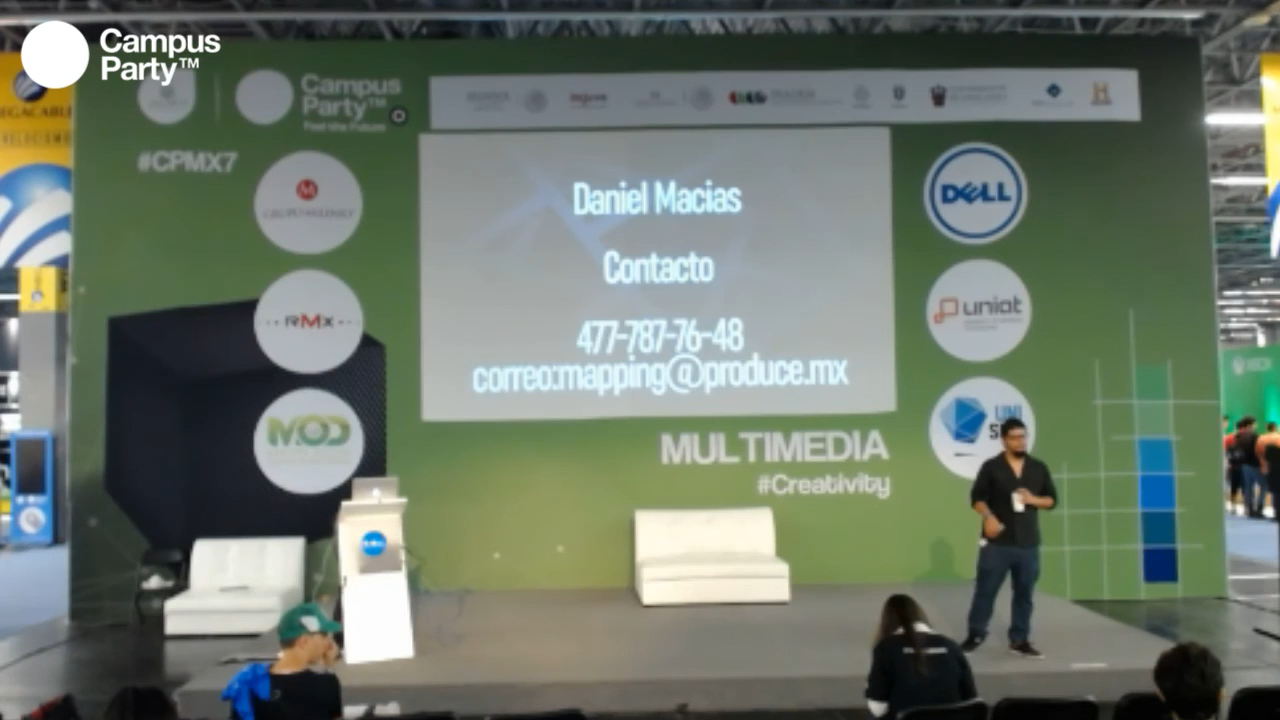 Campus
Party™
Campus
Party™
Feel the Future
#CPMX7
MEGACABLE
Daniel Macias
Contacto
477-787-76-48
correo:mapping@produce.mx
DELL
uniat
RMx
MOD
MULTIMEDIA
#Creativity